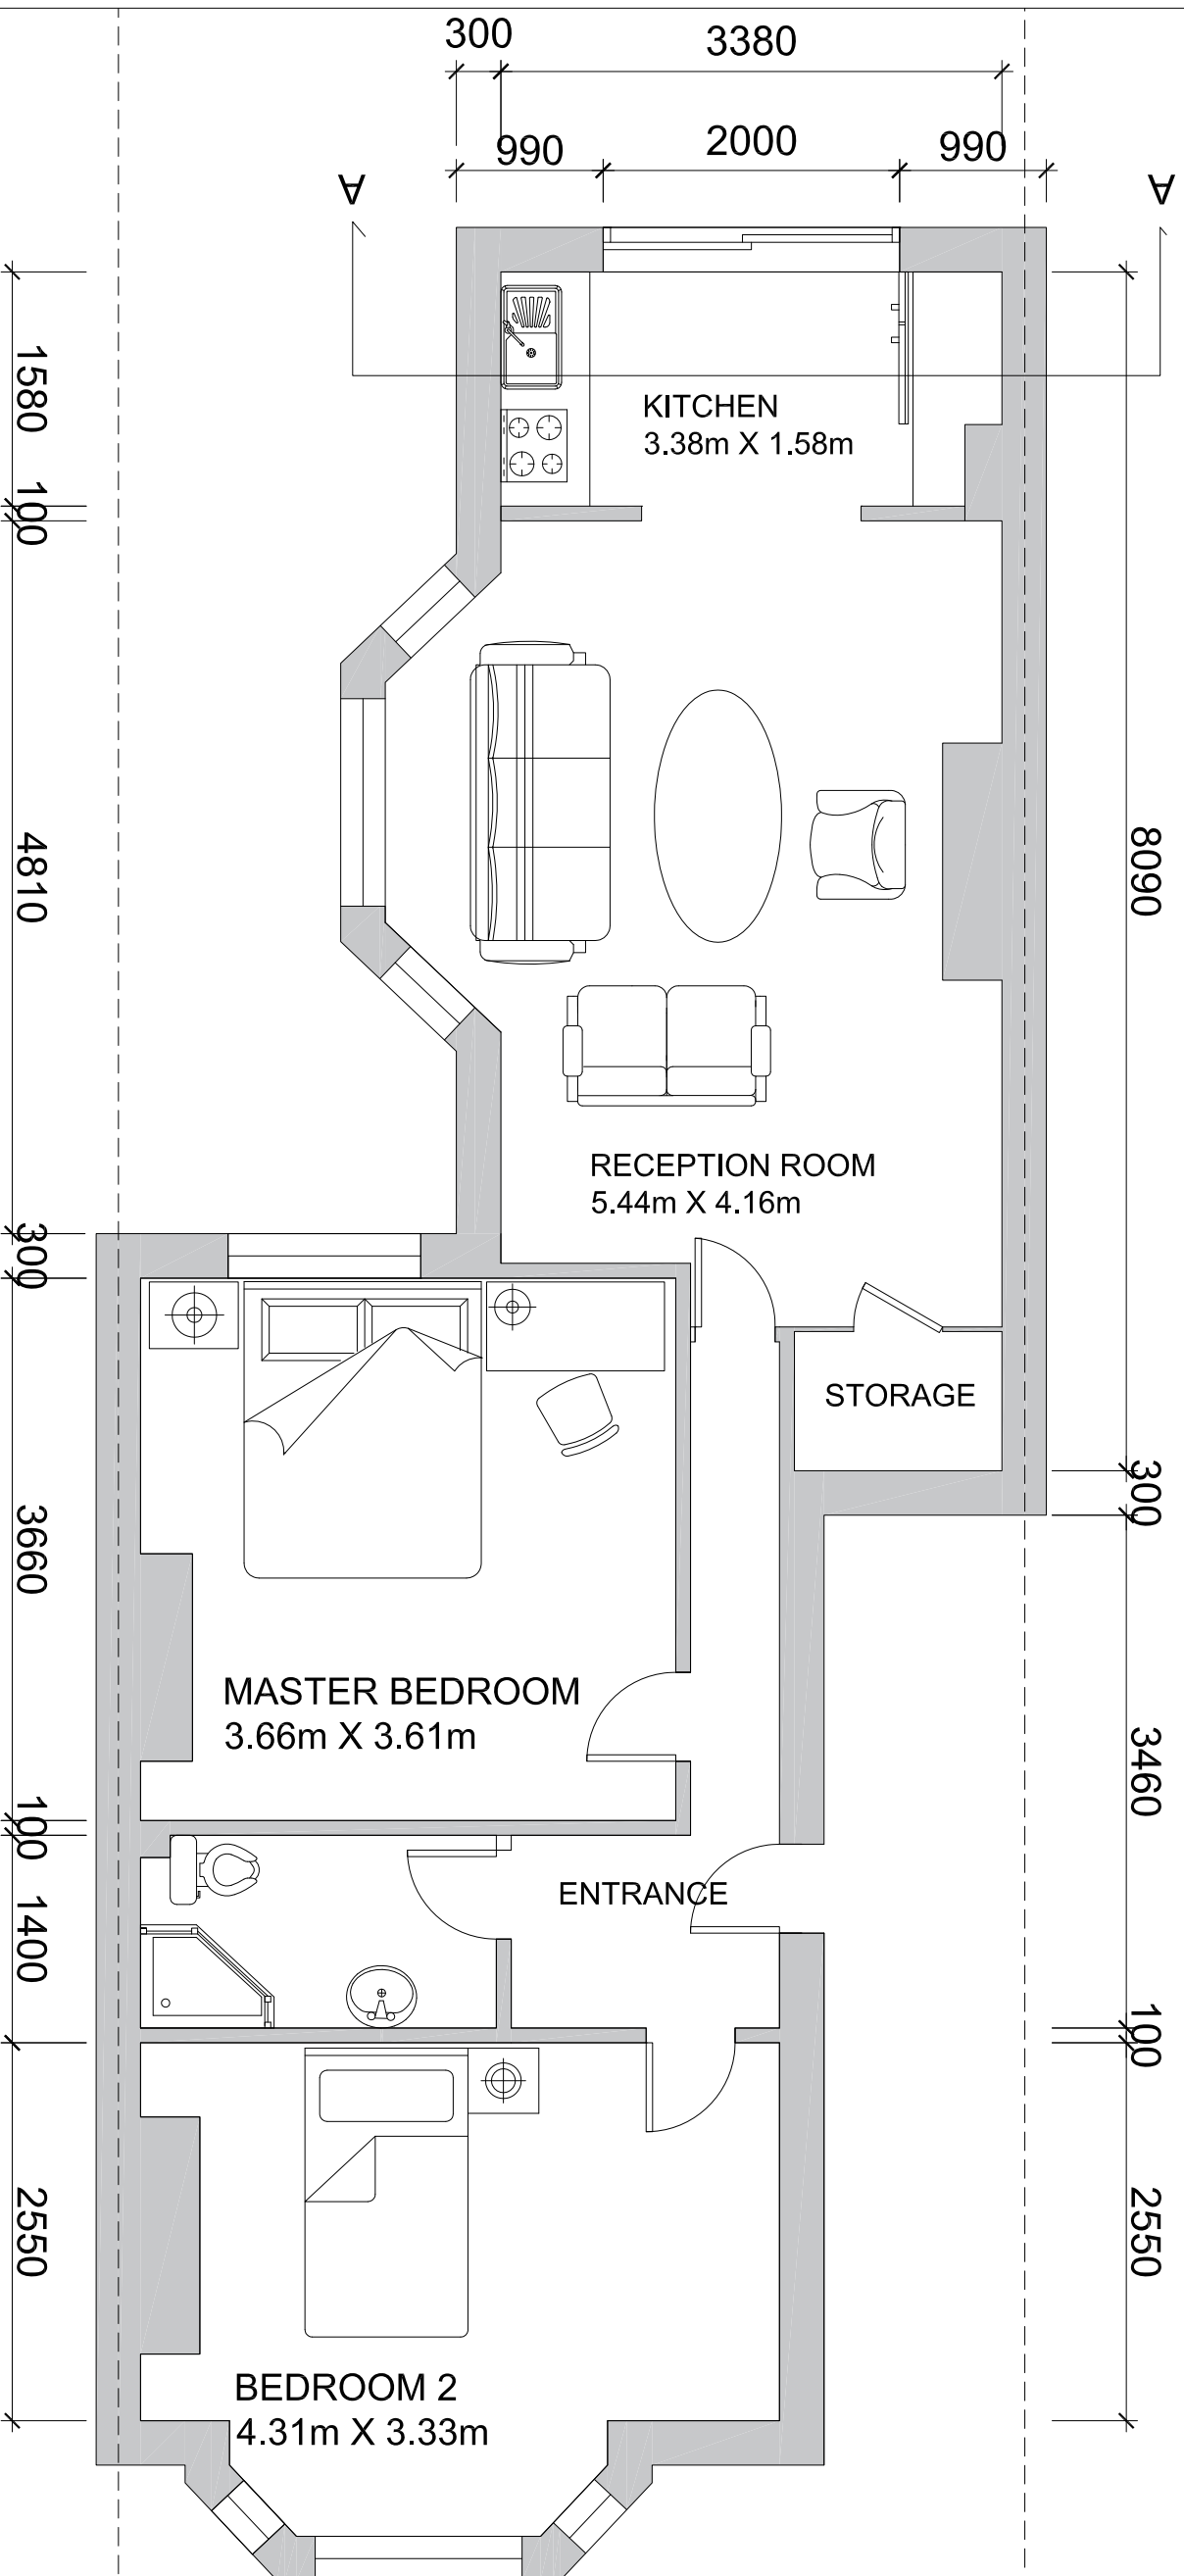 300
3380
990
2000
990
A
A
KITCHEN
3.38m X 1.58m
1580
100
4810
8090
RECEPTION ROOM
5.44m X 4.16m
300
STORAGE
300
3660
MASTER BEDROOM
3.66m X 3.61m
3460
100
ENTRANCE
1400
100
2550
2550
BEDROOM 2
4.31m X 3.33m